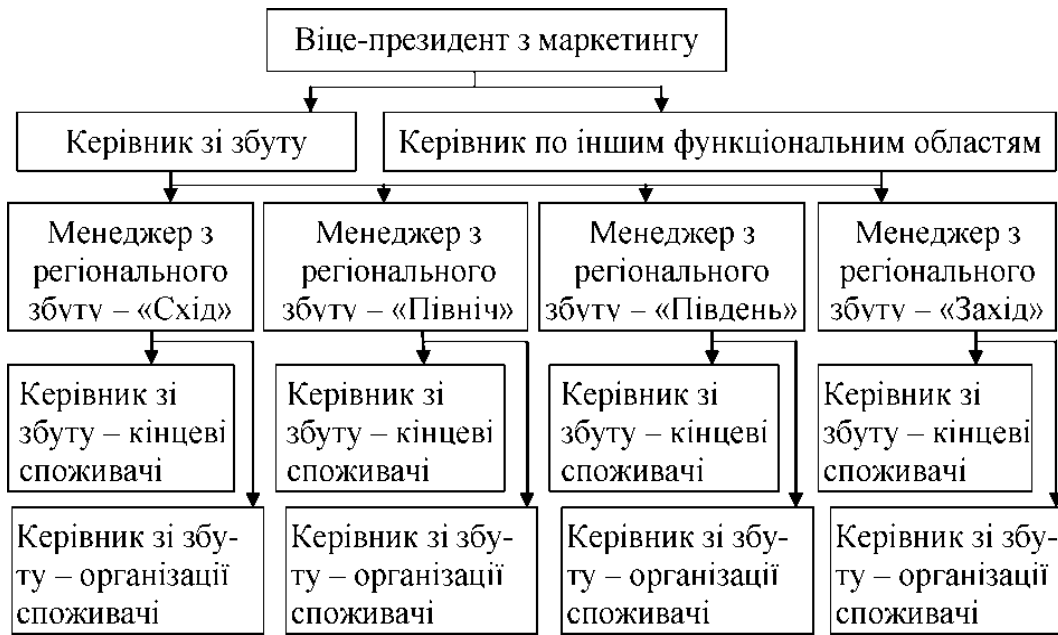 Віце-президент з маркетингу
Керівник зі збуту
Керівник по іншим функціональним областям
Менеджер з
регіонального
збуту – «Схід»
Менеджер з
регіонального
збуту – «Північ»
Менеджер з
регіонального
збуту – «Південь»
Менеджер з
регіонального
збуту – «Захід»
Керівник зі
збуту – кінцеві
споживачі
Керівник зі
збуту – кінцеві
споживачі
Керівник зі
збуту – кінцеві
споживачі
Керівник зі
збуту – кінцеві
споживачі
Керівник зі збу-
ту – організації
споживачі
Керівник зі збу-
ту – організації
споживачі
Керівник зі збу-
ту – організації
споживачі
Керівник зі збу-
ту – організації
споживачі